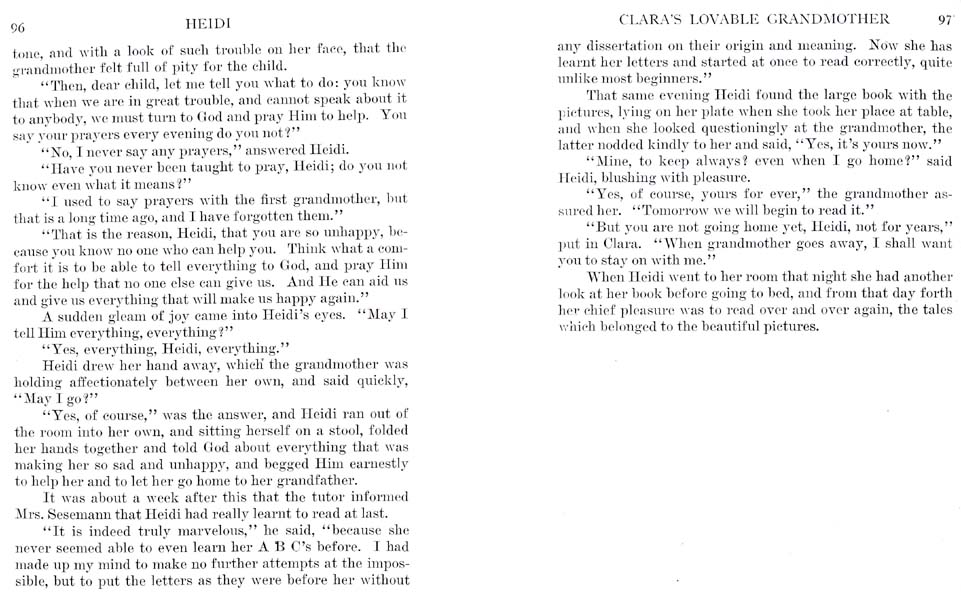 96
HEIDI
tone, and with a look of such trouble on her face, that the
grandmother felt full of pity for the child.
“Then, dear child, let me tell you what to do: you know
that when we are in great trouble, and cannot speak about it
to anybody, we must turn to God and pray Him to help. You
say your prayers every evening do you not?”
“No, I never say any prayers,” answered Heidi.
“Have you never been taught to pray, Heidi; do you not
know even what it means?”
“I used to say prayers with the first grandmother, but
that is a long time ago, and I have forgotten them.”
“That is the reason, Heidi, that you are so unhappy, be-
cause you know no one who can help you. Think what a com-
fort it is to be able to tell everything to God, and pray Him
for the help that no one else can give us. And He can aid us
and give us everything that will make us happy again.”
A sudden gleam of joy came into Heidi’s eyes. “May I
tell Him everything, everything?”
“Yes, everything, Heidi, everything.”
Heidi drew her hand away, which the grandmother was
holding affectionately between her own, and said quickly,
“May I go?”
“Yes, of course,” was the answer, and Heidi ran out of
the room into her own, and sitting herself on a stool, folded
her hands together and told God about everything that was
making her so sad and unhappy, and begged Him earnestly
to help her and to let her go home to her grandfather.
It was about a week after this that the tutor informed
Mrs. Sesemann that Heidi had really learnt to read at last.
“It is indeed truly marvelous,” he said, “because she
never seemed able to even learn her A B C’s before. I had
made up my mind to make no further attempts at the impos-
sible, but to put the letters as they were before her without
CLARA’S LOVABLE GRANDMOTHER
97
any dissertation on their origin and meaning. Now she has
learnt her letters and started at once to read correctly, quite
unlike most beginners.”
That same evening Heidi found the large book with the
pictures, lying on her plate when she took her place at table,
and when she looked questioningly at the grandmother, the
latter nodded kindly to her and said, “Yes, it’s yours now.”
“Mine, to keep always? even when I go home?” said
Heidi, blushing with pleasure.
“Yes, of course, yours for ever,” the grandmother as-
sured her. “Tomorrow we will begin to read it.”
“But you are not going home yet, Heidi, not for years,”
put in Clara. “When grandmother goes away, I shall want
you to stay on with me.”
When Heidi went to her room that night she had another
look at her book before going to bed, and from that day forth
her chief pleasure was to read over and over again, the tales
which belonged to the beautiful pictures.